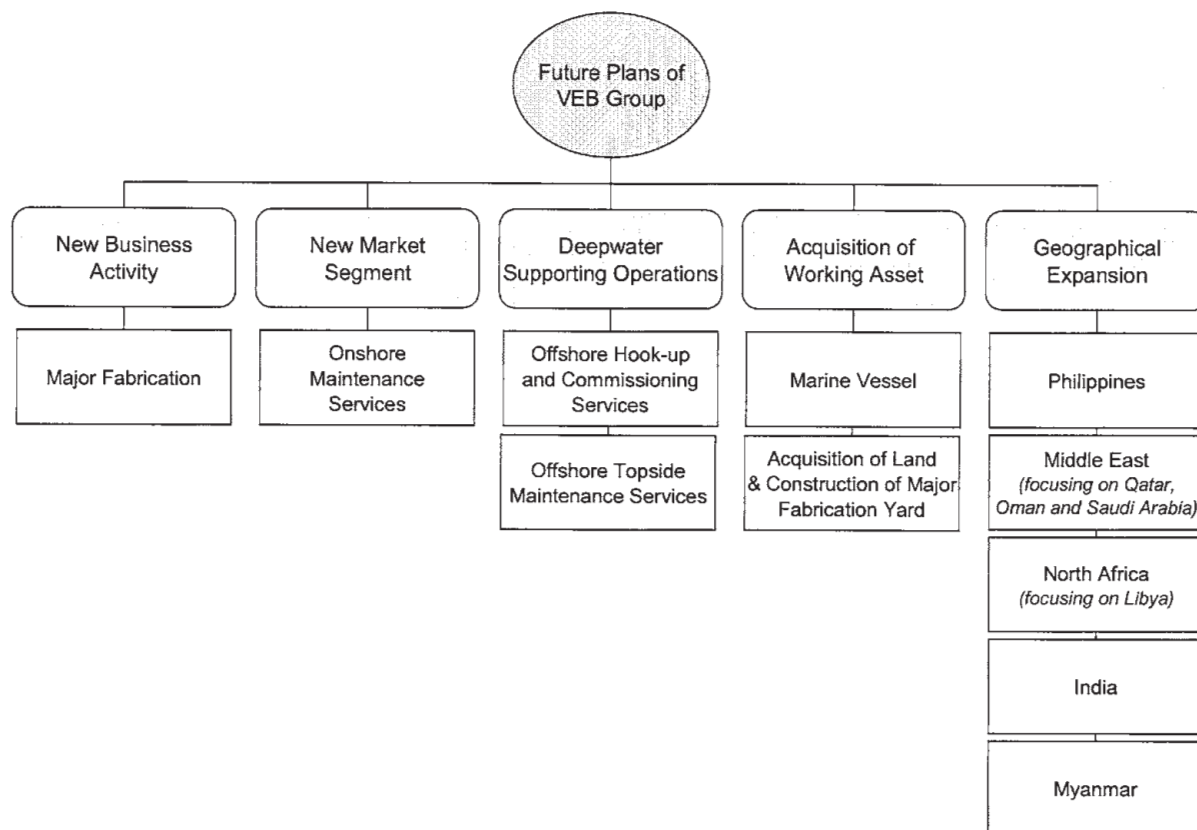 Future Plans of
VEB Group
New Business
Activity
New Market
Segment
Deepwater
Supporting Operations
Acquisition of
Working Asset
Geographical
Expansion
Major Fabrication
Onshore
Maintenance
Services
Offshore Hook-up
and Commissioning
Services
Marine Vessel
Philippines
Offshore Topside
Maintenance Services
Acquisition of Land
& Construction of Major
Fabrication Yard
Middle East
(focusing on Qatar,
Oman and Saudi Arabia)
North Africa
(focusing on Libya)
India
Myanmar